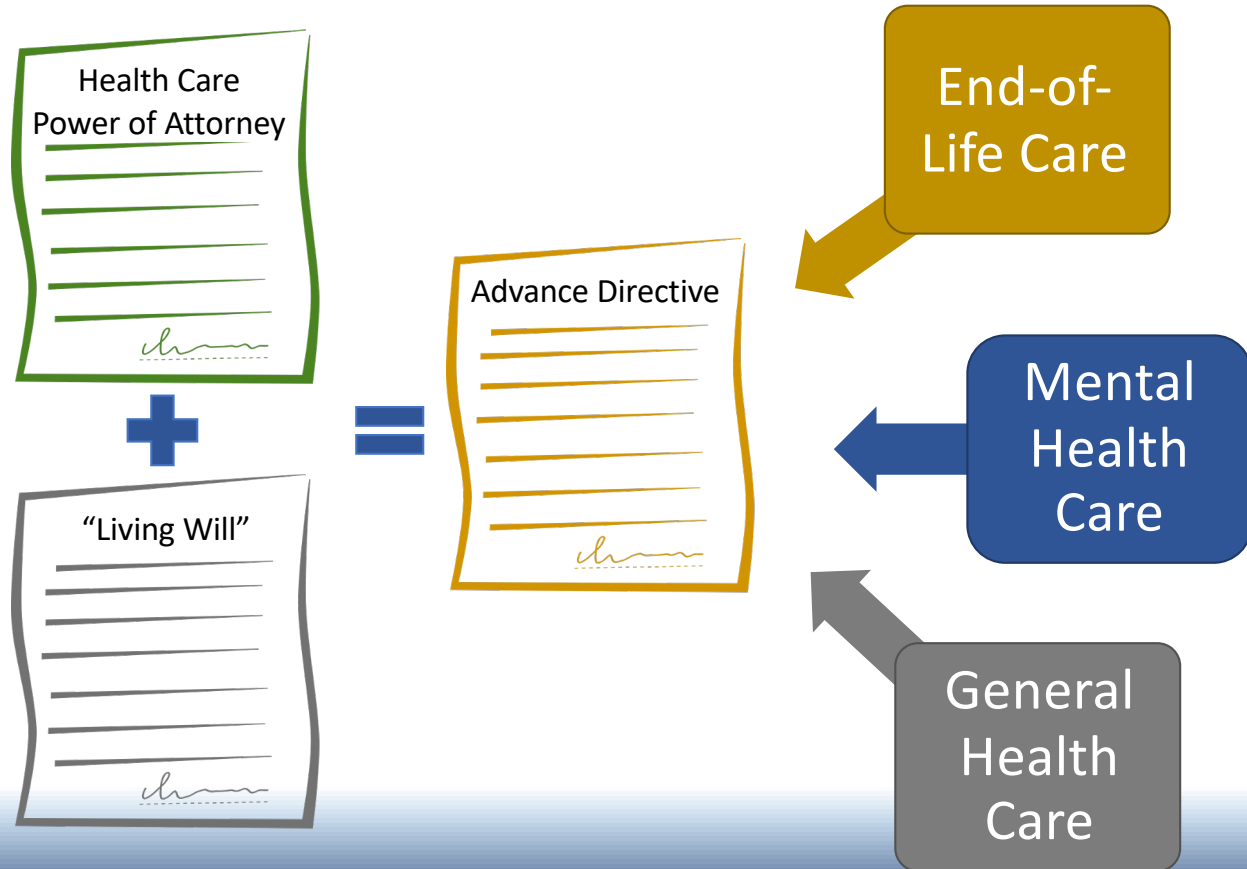 Health Care
Power of Attorney
“Living Will”
Advance Directive
End-of-
Life Care
Mental
Health
Care
General
Health
Care